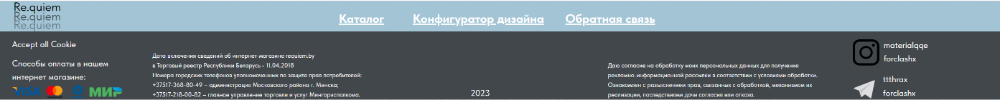 Re.quiem
Re.quiem
Каталог Конфигуратор дизайна Обратная связь
Accept all Cookie
Способы оплаты в нашем
интернет магазине:
VISA МИР
Дата включения сведений об интернет-магазине requiem.by
в Торговый реестр Республики Беларусь - 11.04.2018
Номера городских телефонов уполномоченных по защите прав потребителей:
+37517-368-80-49 – администрация Московского района г. Минска;
+37517-218-00-82 – главное управление торговли и услуг Мингорисполкома.
2023
Даю согласие на обработку моих персональных данных для получения
рекламно-информационной рассылки в соответствии с условиями обработки.
Ознакомлен с разъяснением прав, связанных с обработкой, механизмом их
реализации, последствиями дачи согласия или отказа.
materialqqe
forclashx
ttthrax
forclashx